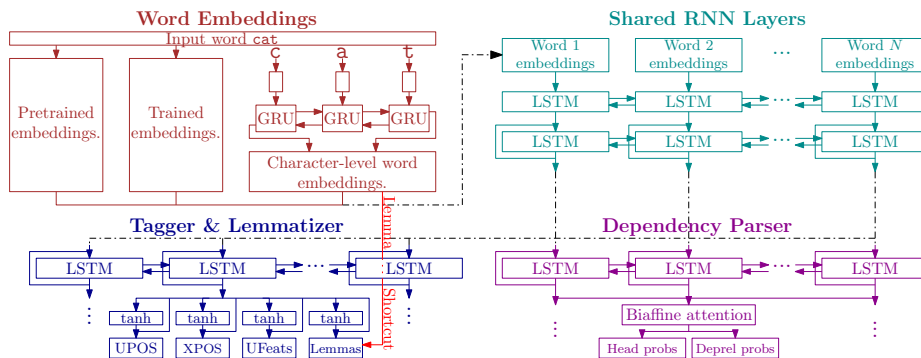 Word Embeddings
Input word cat
Pretrained
embeddings.
Trained
embeddings.
c a t
GRU GRU GRU
Character-level word
embeddings.
Shared RNN Layers
Word 1
embeddings
Word 2
embeddings
...
Word N
embeddings
LSTM LSTM ... LSTM
LSTM LSTM ... LSTM
Lemma Shortcut
Tagger & Lemmatizer
LSTM LSTM ... LSTM
tanh tanh tanh tanh
UPOS XPOS UFeats Lemmas
Dependency Parser
LSTM LSTM ... LSTM
Biaffine attention
Head probs Deprel probs